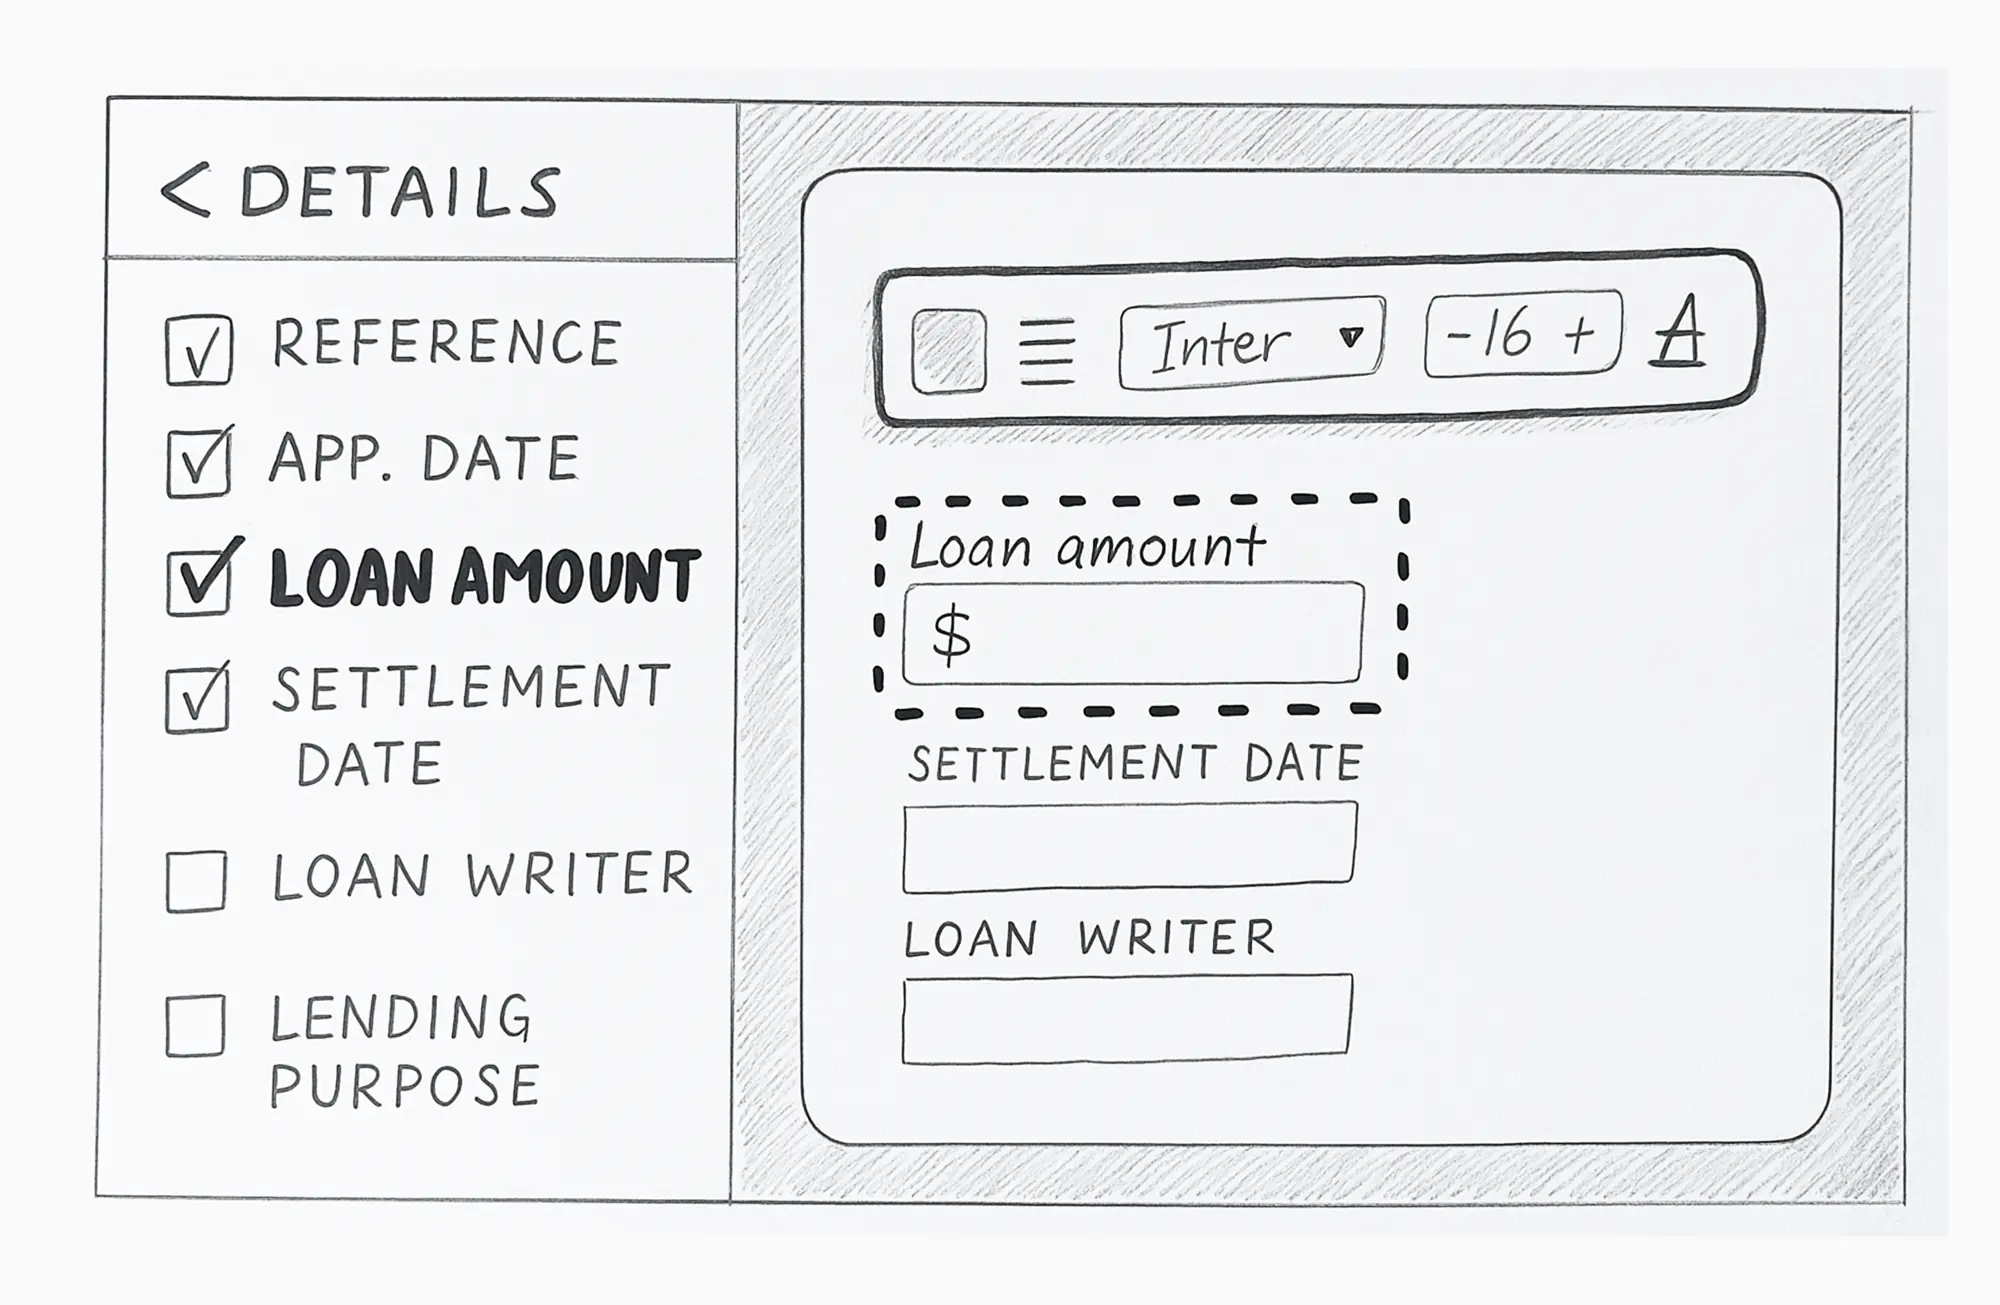 < DETAILS
REFERENCE
APP. DATE
LOAN AMOUNT
SETTLEMENT
DATE
LOAN WRITER
LENDING
PURPOSE
Inter
-16 +
A
Loan amount
$
SETTLEMENT DATE
LOAN WRITER